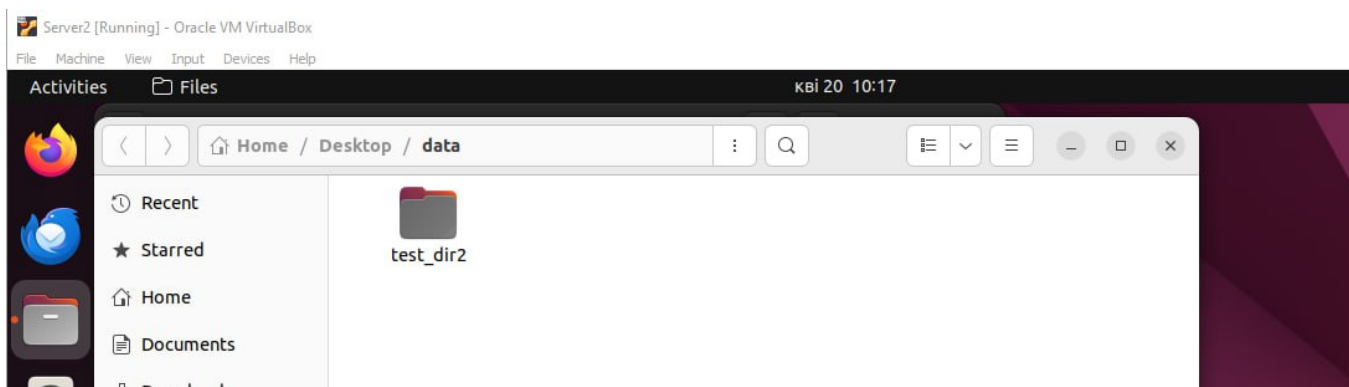 Server2 [Running] - Oracle VM VirtualBox
File Machine View Input Devices Help
Activities Files кві 20 10:17
Home / Desktop / data
Recent
Starred
Home
Documents
test_dir2